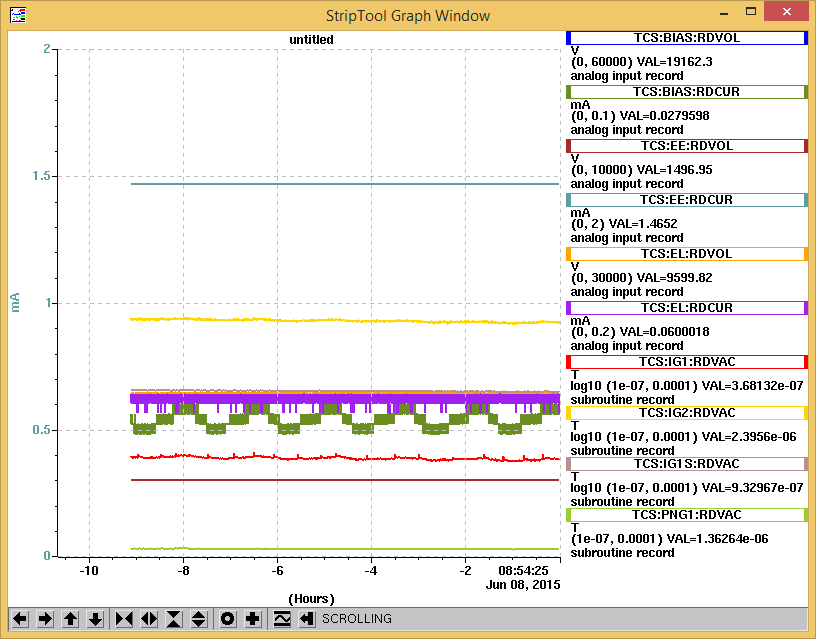 StripTool Graph Window
untitled
2
1.5
1
0.5
0
mA
-10
-8
-6
-4
-2
08:54:25
Jun 08, 2015
(Hours)
TCS:BIAS:RDVOL
V
(0, 60000) VAL=19162.3
analog input record
TCS:BIAS:RDCUR
mA
(0, 0.1) VAL=0.0279598
analog input record
TCS:EE:RDVOL
V
(0, 10000) VAL=1496.95
analog input record
TCS:EE:RDCUR
mA
(0, 2) VAL=1.4652
analog input record
TCS:EL:RDVOL
V
(0, 30000) VAL=9599.82
analog input record
TCS:EL:RDCUR
mA
(0, 0.2) VAL=0.0600018
analog input record
TCS:IG1:RDVAC
T
log10 (1e-07, 0.0001) VAL=3.68132e-07
subroutine record
TCS:IG2:RDVAC
T
log10 (1e-07, 0.0001) VAL=2.3956e-06
subroutine record
TCS:IG1S:RDVAC
T
log10 (1e-07, 0.0001) VAL=9.32967e-07
subroutine record
TCS:PNG1:RDVAC
T
(1e-07, 0.0001) VAL=1.36264e-06
subroutine record
SCROLLING